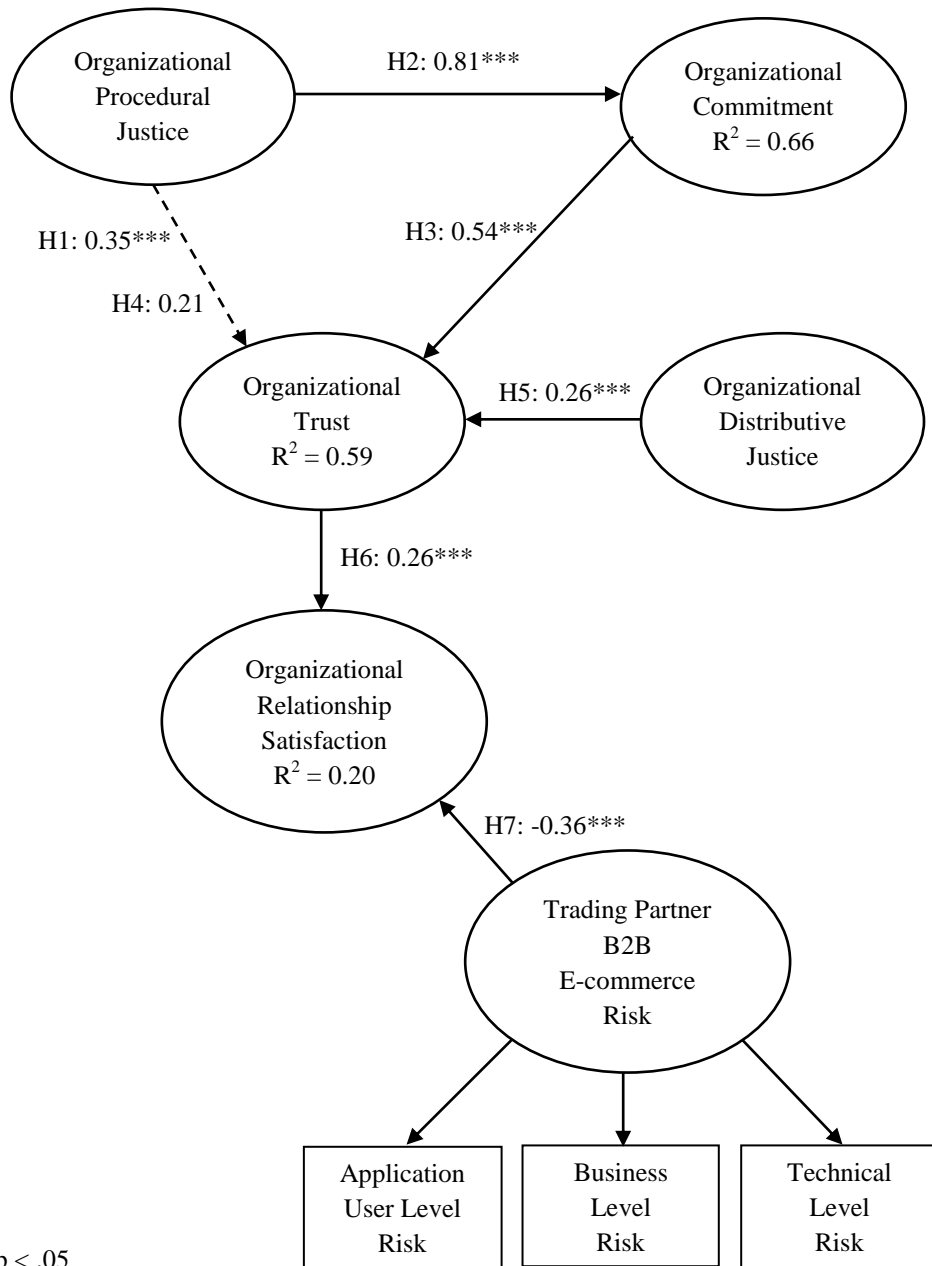 Organizational
Procedural
Justice
H2: 0.81***
Organizational
Commitment
R² = 0.66
H1: 0.35***
H4: 0.21
H3: 0.54***
Organizational
Trust
R² = 0.59
H5: 0.26***
Organizational
Distributive
Justice
H6: 0.26***
Organizational
Relationship
Satisfaction
R² = 0.20
H7: -0.36***
Trading Partner
B2B
E-commerce
Risk
Application
User Level
Risk
Business
Level
Risk
Technical
Level
Risk
< .05